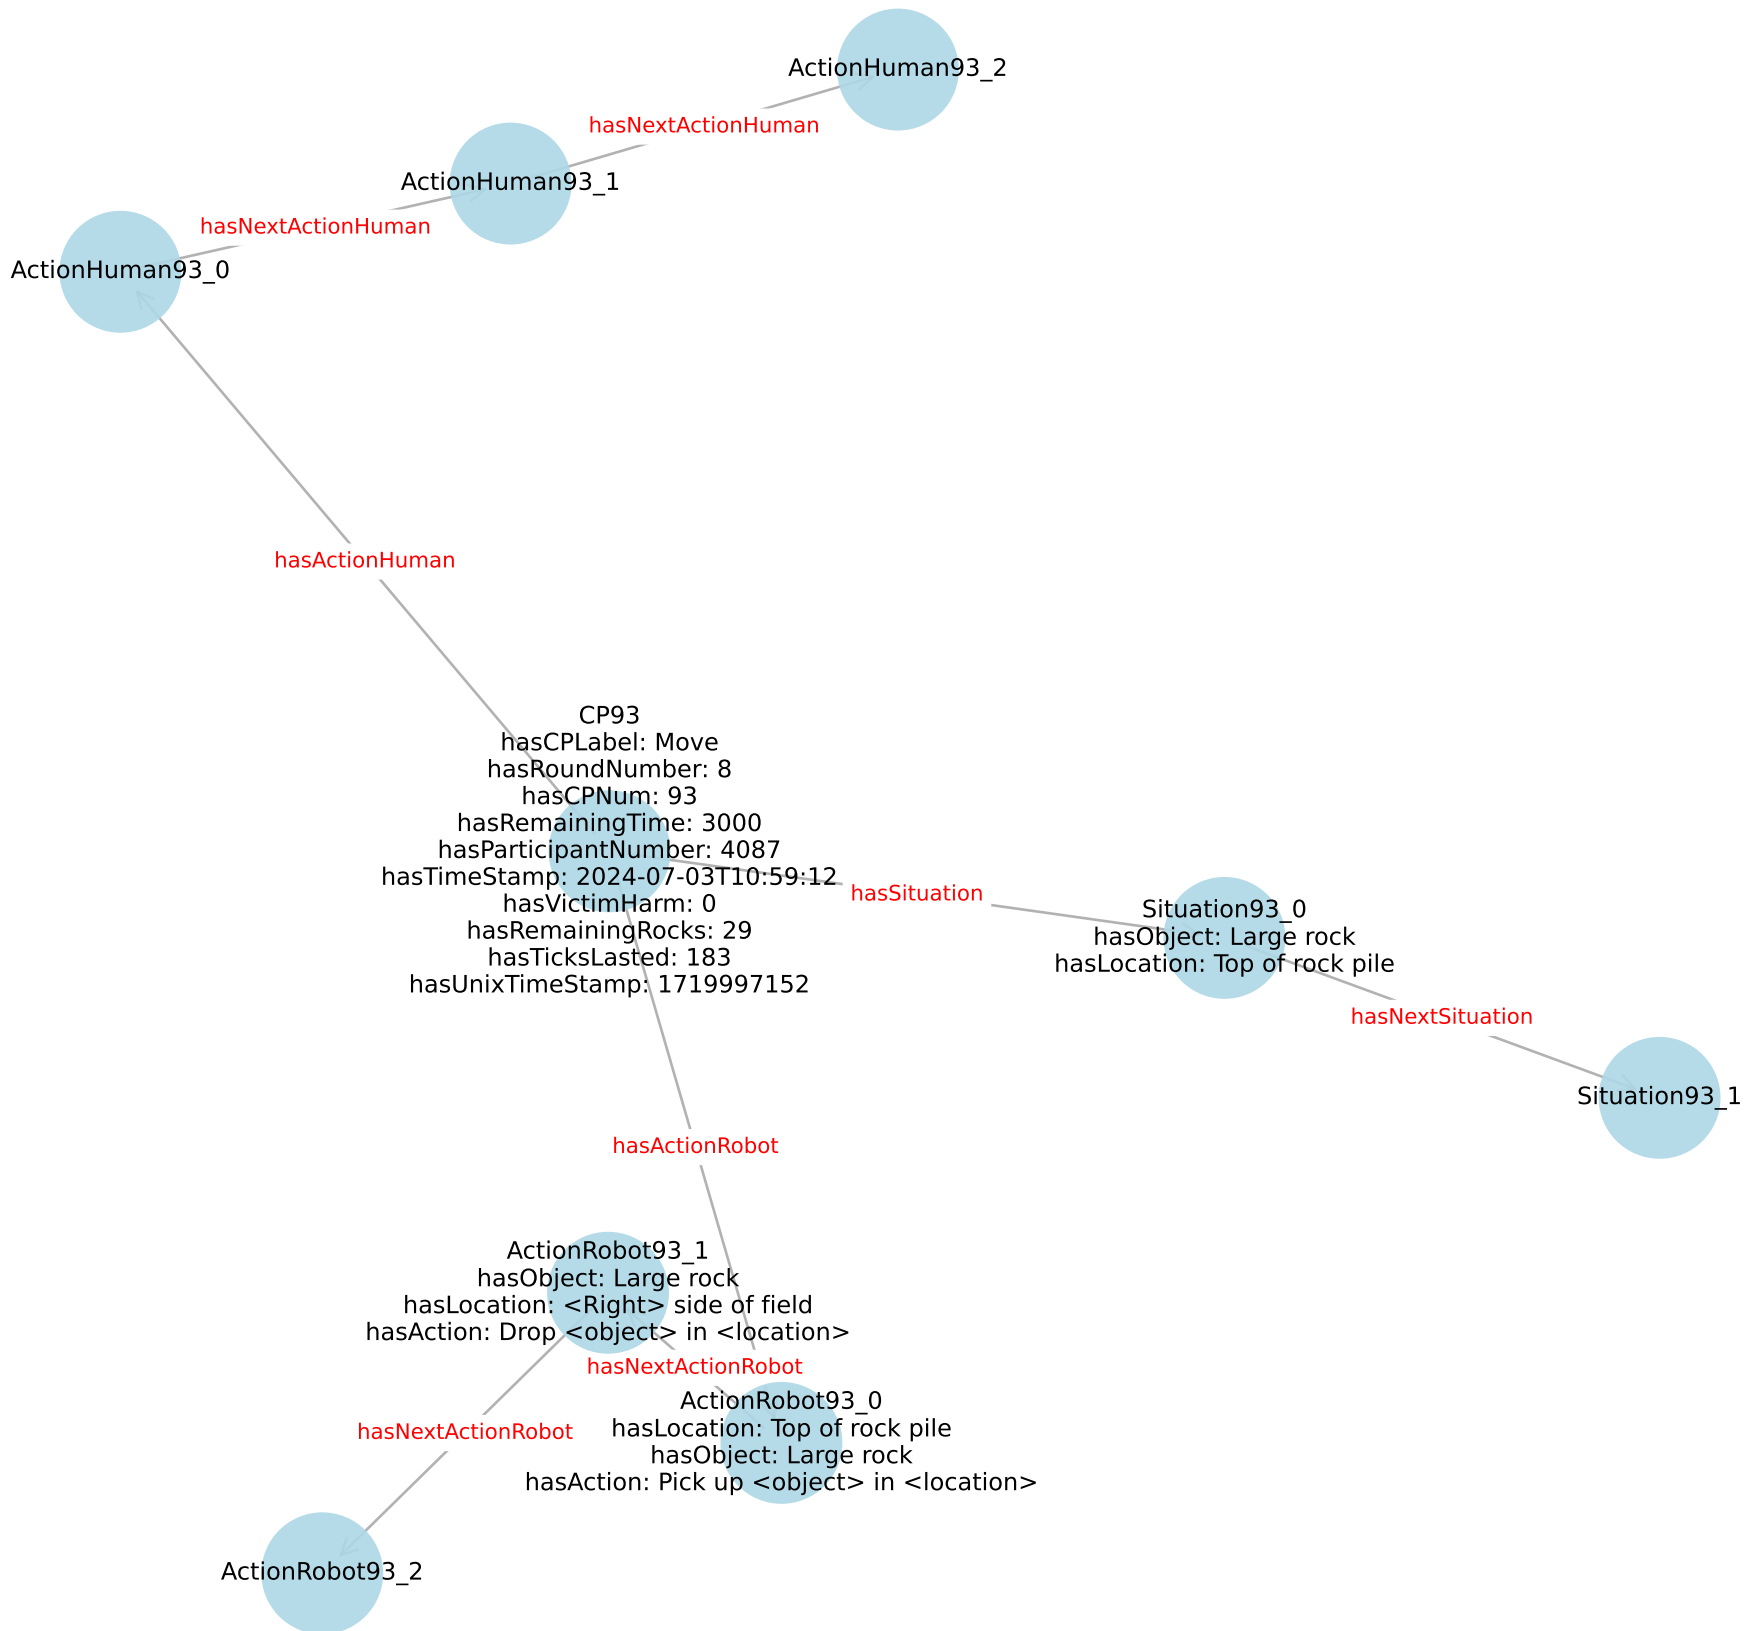 ActionHuman93_2
hasNextActionHuman
ActionHuman93_1
hasNextActionHuman
ActionHuman93_0
hasActionHuman
CP93
hasCPLabel: Move
hasRoundNumber: 8
hasCPNum: 93
hasRemainingTime: 3000
hasParticipantNumber: 4087
hasTimeStamp: 2024-07-03T10:59:12
hasVictimHarm: 0
hasRemainingRocks: 29
hasTicksLasted: 183
hasUnixTimeStamp: 1719997152
hasSituation
Situation93_0
hasObject: Large rock
hasLocation: Top of rock pile
hasNextSituation
Situation93_1
hasActionRobot
ActionRobot93_1
hasObject: Large rock
hasLocation: <Right> side of field
hasAction: Drop <object> in <location>
hasNextActionRobot
ActionRobot93_0
hasLocation: Top of rock pile
hasObject: Large rock
hasAction: Pick up <object> in <location>
hasNextActionRobot
ActionRobot93_2